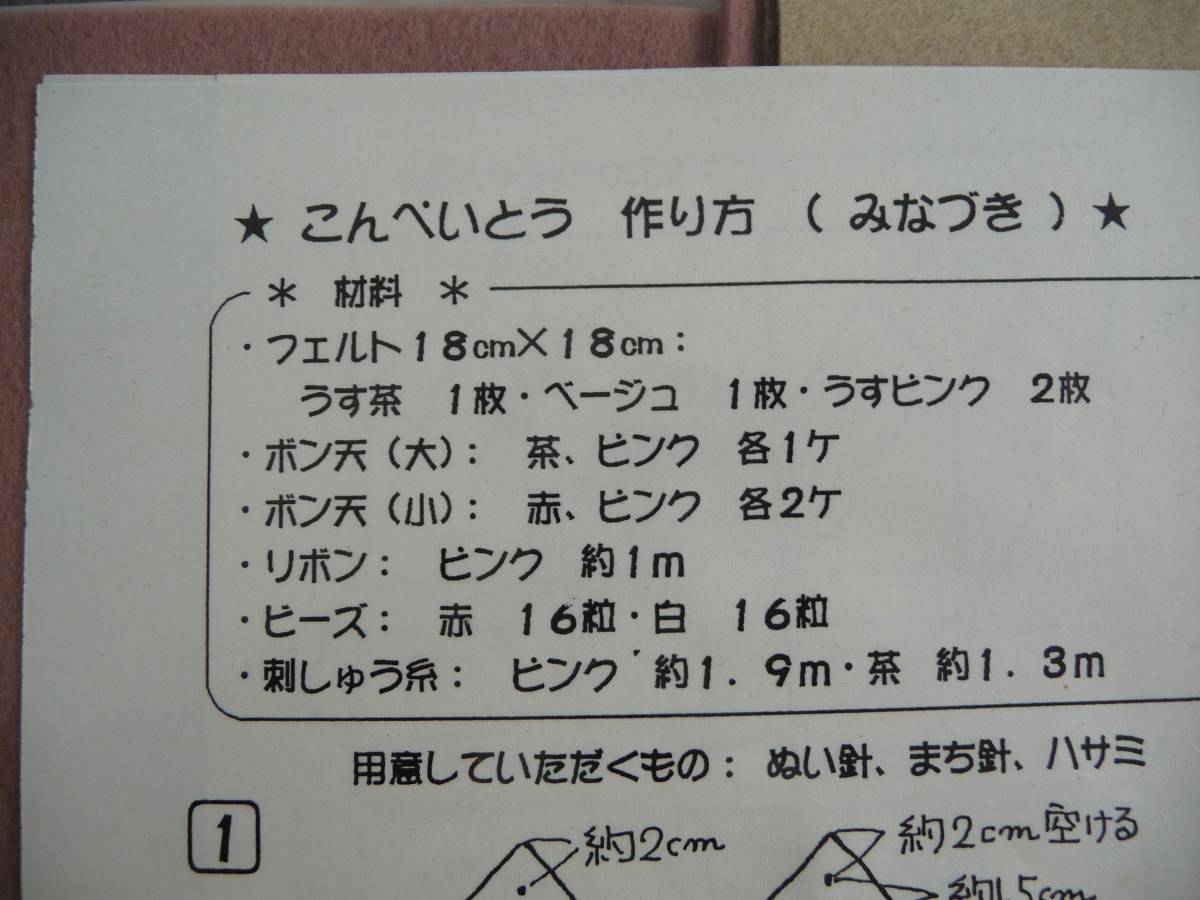 ★ こんぺいとう 作り方 ( みなづき ) ★
＊ 材料 ＊
・フェルト18cm×18cm：
うす茶 1枚・ベージュ 1枚・うすピンク 2枚
・ボン天(大)： 茶、ピンク 各1ケ
・ボン天(小)： 赤、ピンク 各2ケ
・リボン： ピンク 約1m
・ビーズ： 赤 16粒・白 16粒
・刺しゅう糸： ピンク 約1.9m・茶 約1.3m
用意していただくもの： ぬい針、まち針、ハサミ
1
約2cm
約2cm空ける
約1.5cm